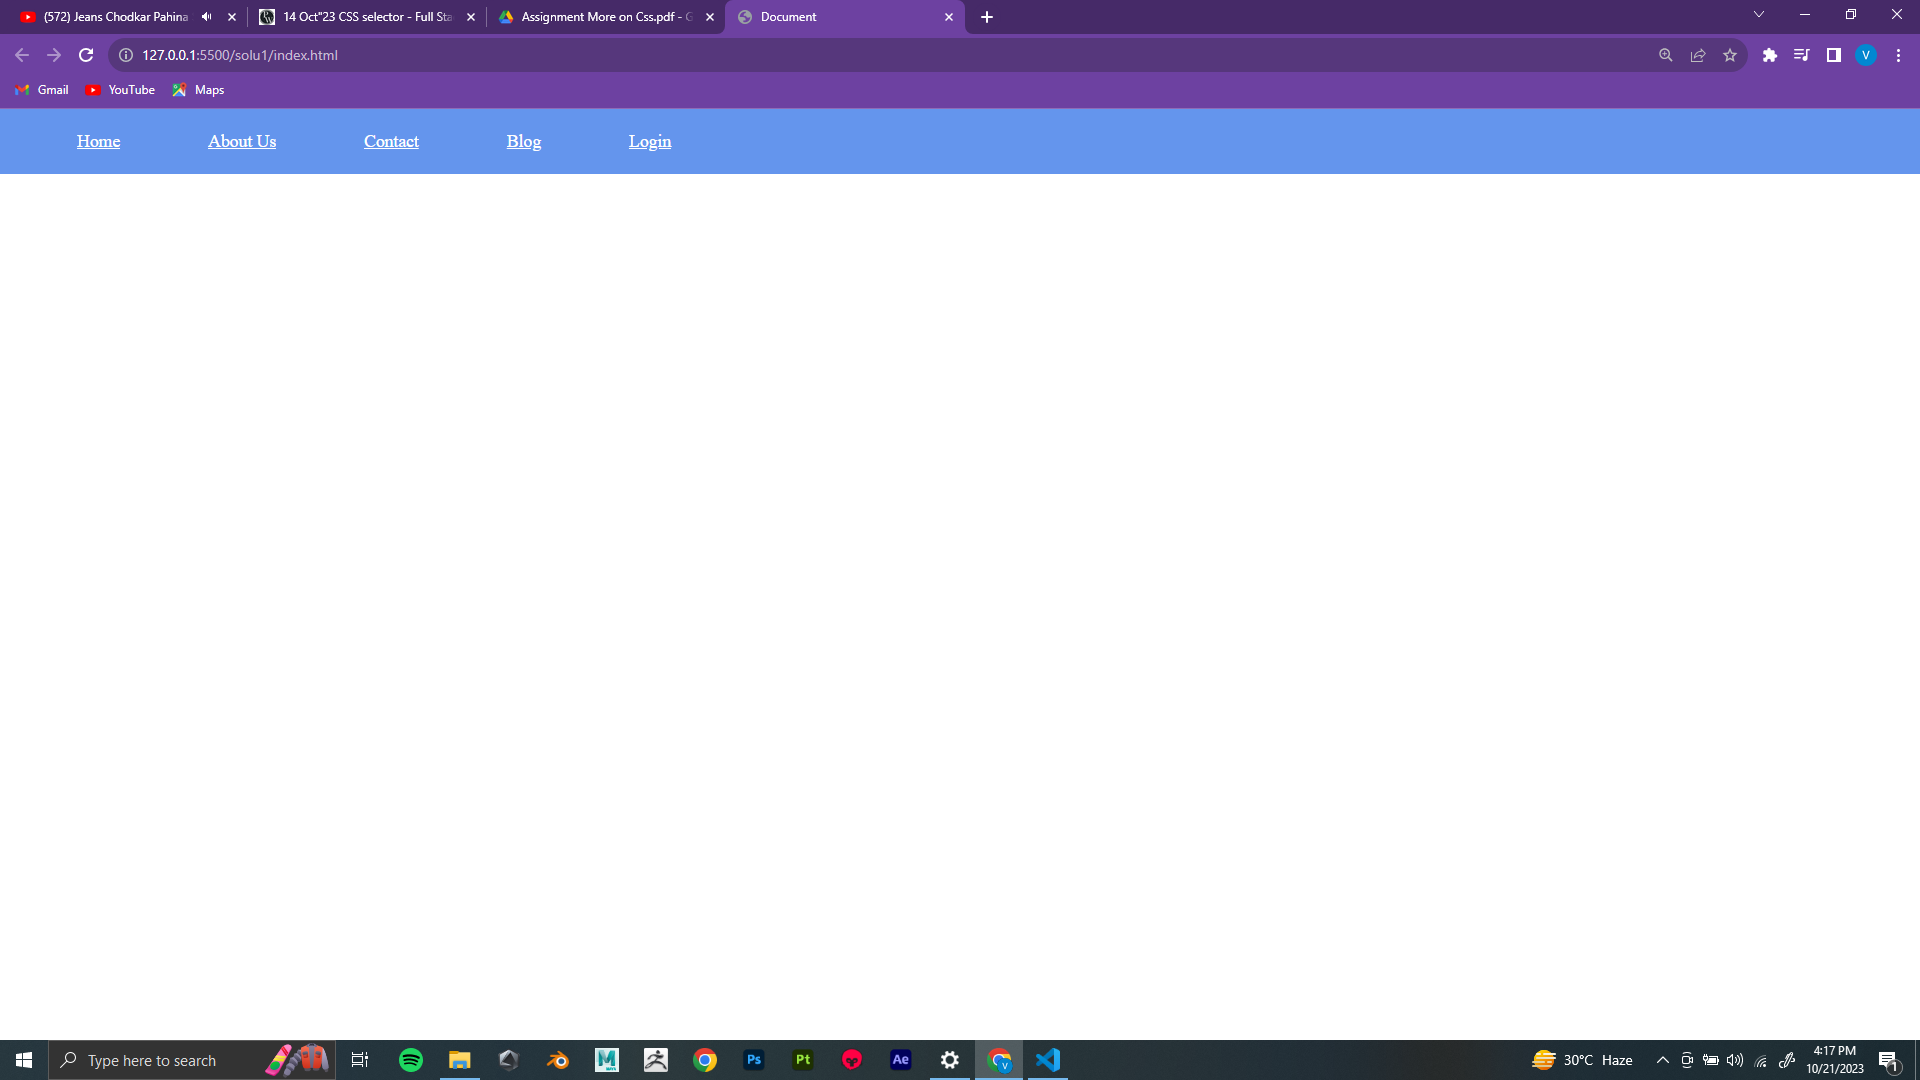 (572) Jeans Chodkar Pahina
14 Oct"23 CSS selector - Full Sta
Assignment More on Css.pdf - G
Document
127.0.0.1:5500/solu1/index.html
V
Gmail
YouTube
Maps
Home
About Us
Contact
Blog
Login
Type here to search
M
Ps
Pt
Ae
V
30°C Haze
4:17 PM
10/21/2023
1